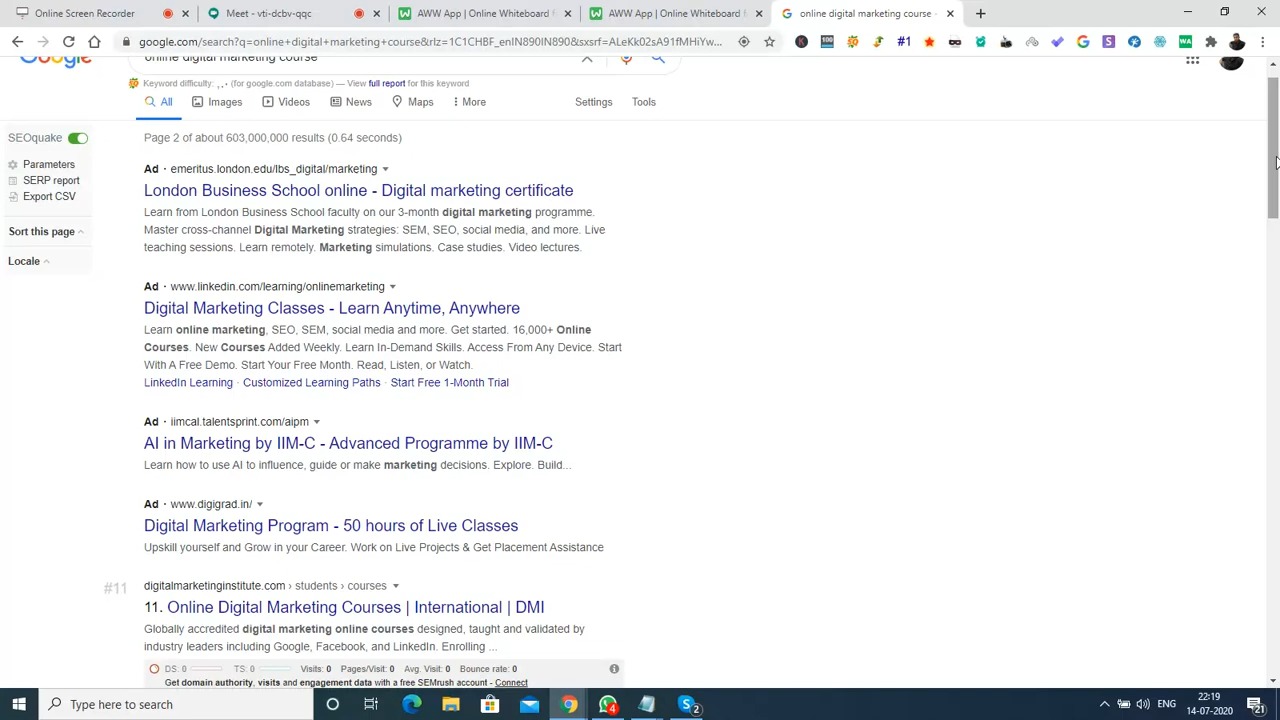 Online Screen Recorder
Meet - vti-dcbv-qqc
AWW App | Online Whiteboard f
AWW App | Online Whiteboard f
online digital marketing course -
google.com/search?q=online+digital+marketing+course&rlz=1C1CHBF_enIN890IN890&sxsrf=ALeKk02sA91fMHiYw...
100
#1
S
WA
Google
online digital marketing course
Keyword difficulty: (for google.com database) — View full report for this keyword
All
Images
Videos
News
Maps
More
Settings
Tools
SEOquake
Parameters
SERP report
Export CSV
Sort this page
Locale
Page 2 of about 603,000,000 results (0.64 seconds)
Ad · emeritus.london.edu/lbs_digital/marketing
London Business School online - Digital marketing certificate
Learn from London Business School faculty on our 3-month digital marketing programme.
Master cross-channel Digital Marketing strategies: SEM, SEO, social media, and more. Live
teaching sessions. Learn remotely. Marketing simulations. Case studies. Video lectures.
Ad · www.linkedin.com/learning/onlinemarketing
Digital Marketing Classes - Learn Anytime, Anywhere
Learn online marketing, SEO, SEM, social media and more. Get started. 16,000+ Online
Courses. New Courses Added Weekly. Learn In-Demand Skills. Access From Any Device. Start
With A Free Demo. Start Your Free Month. Read, Listen, or Watch.
LinkedIn Learning · Customized Learning Paths · Start Free 1-Month Trial
Ad · iimcal.talentsprint.com/aipm
AI in Marketing by IIM-C - Advanced Programme by IIM-C
Learn how to use AI to influence, guide or make marketing decisions. Explore. Build...
Ad · www.digigrad.in/
Digital Marketing Program - 50 hours of Live Classes
Upskill yourself and Grow in your Career. Work on Live Projects & Get Placement Assistance
#11
digitalmarketinginstitute.com › students › courses
11. Online Digital Marketing Courses | International | DMI
Globally accredited digital marketing online courses designed, taught and validated by
industry leaders including Google, Facebook, and LinkedIn. Enrolling ...
DS: 0 TS: 0 Visits: 0 Pages/Visit: 0 Avg. Visit: 0 Bounce rate: 0
Get domain authority, visits and engagement data with a free SEMrush account - Connect
Type here to search
4
2
ENG
22:19
14-07-2020
21